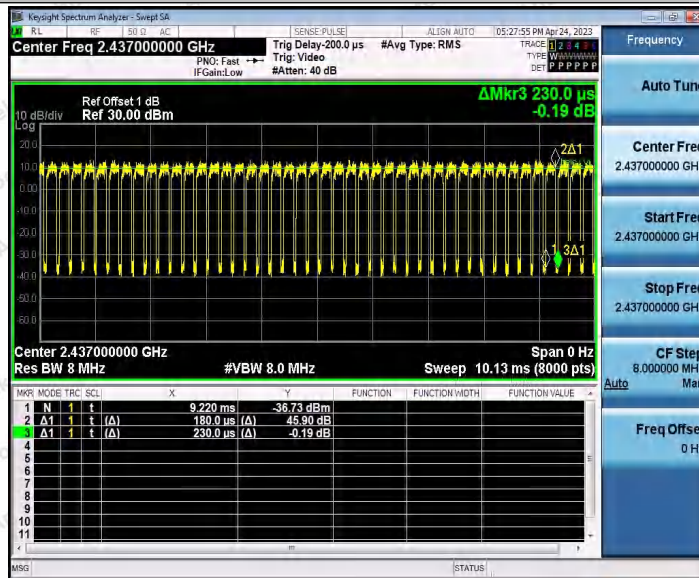 Keysight Spectrum Analyzer - Swept SA
RL RF 50 Ω AC SENSE:PULSE ALIGN AUTO 05:27:55 PM Apr 24, 2023
Center Freq 2.437000000 GHz
PNO: Fast
IFGain:Low
Trig Delay-200.0 µs
Trig: Video
#Atten: 40 dB
#Avg Type: RMS
TRACE 1 2 3 4 5 6
TYPE W
DET P P P P P P
Frequency
Auto Tune
Center Freq
2.437000000 GHz
Start Freq
2.437000000 GHz
Stop Freq
2.437000000 GHz
CF Step
8.000000 MHz
Auto Man
Freq Offset
0 Hz
Ref Offset 1 dB
10 dB/div Ref 30.00 dBm
Log
ΔMkr3 230.0 µs
-0.19 dB
20.0
10.0
0.00
-10.0
-20.0
-30.0
-40.0
-50.0
-60.0
2Δ1
1 3Δ1
Center 2.437000000 GHz Span 0 Hz
Res BW 8 MHz #VBW 8.0 MHz Sweep 10.13 ms (8000 pts)
MKR MODE TRC SCL X Y FUNCTION FUNCTION WIDTH FUNCTION VALUE
1 N 1 t 9.220 ms -36.73 dBm
2 Δ1 1 t (Δ) 180.0 µs (Δ) 45.90 dB
3 Δ1 1 t (Δ) 230.0 µs (Δ) -0.19 dB
4
5
6
7
8
9
10
11
MSG STATUS